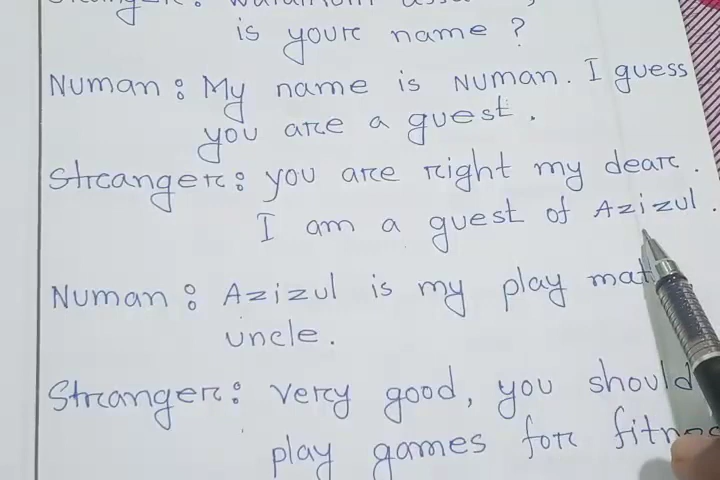 is your name ?
Numan : My name is Numan. I guess
you are a guest.
Stranger : you are right my dear.
I am a guest of Azizul.
Numan : Azizul is my play
uncle.
Stranger : very good, you should
play games for